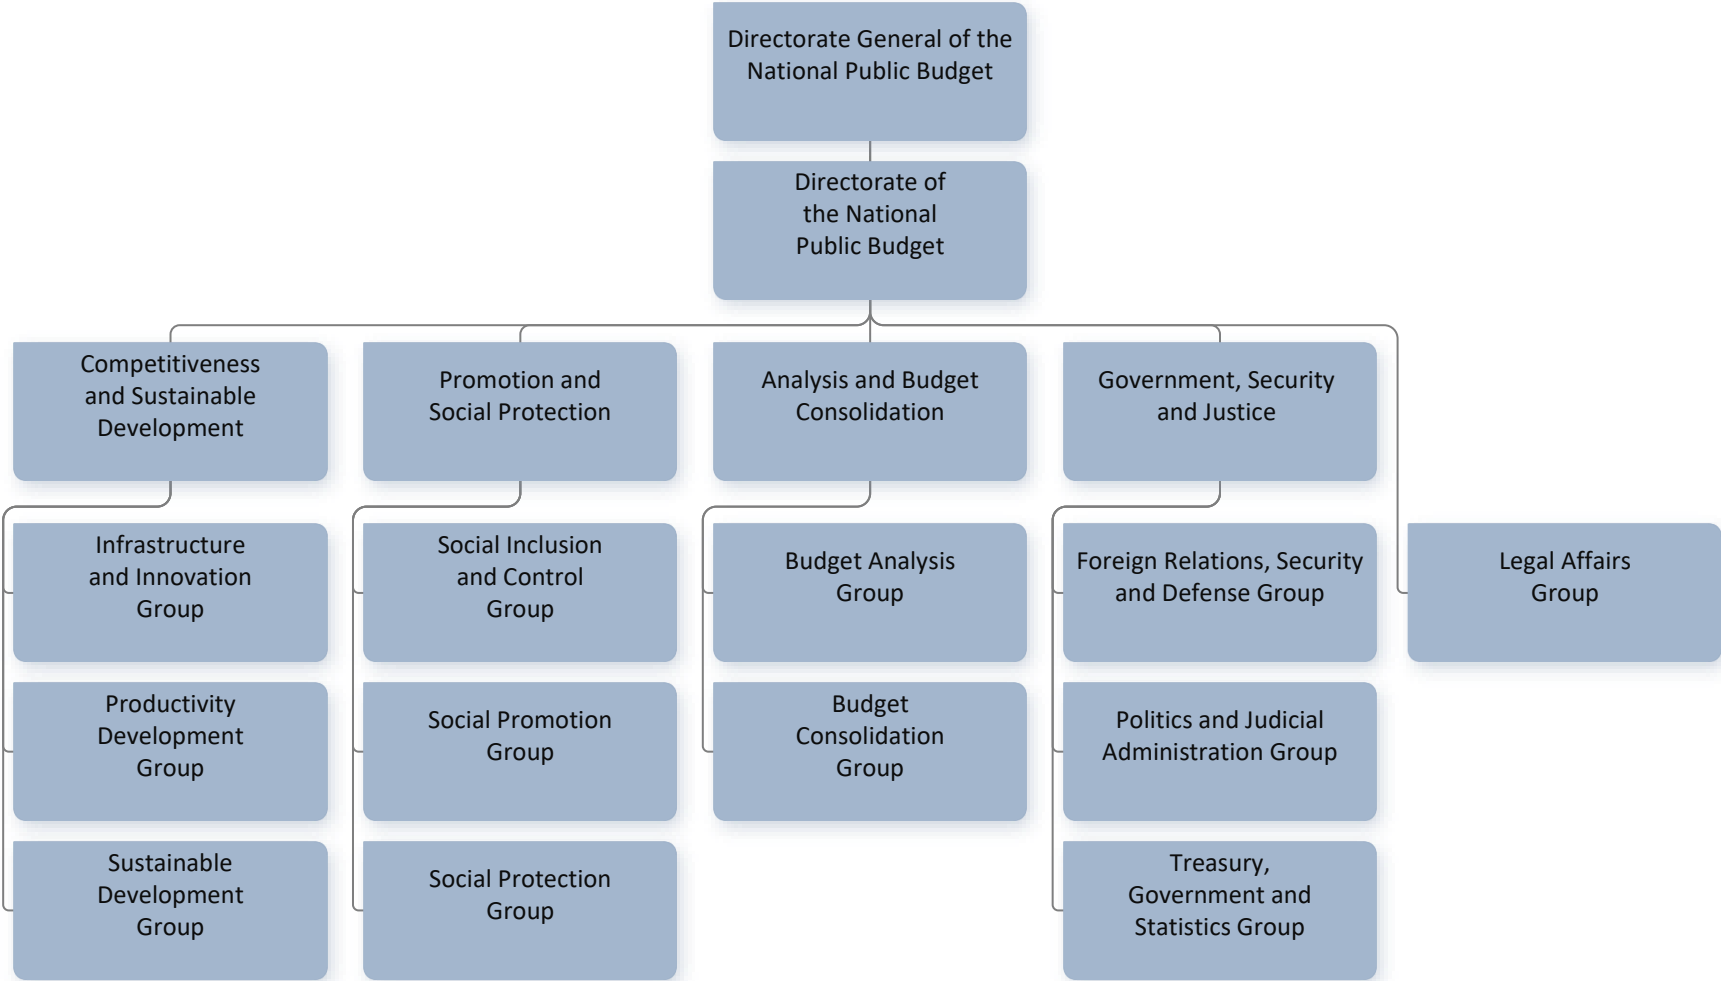 Directorate General of the
National Public Budget
Directorate of
the National
Public Budget
Competitiveness
and Sustainable
Development
Promotion and
Social Protection
Analysis and Budget
Consolidation
Government, Security
and Justice
Infrastructure
and Innovation
Group
Social Inclusion
and Control
Group
Budget Analysis
Group
Foreign Relations, Security
and Defense Group
Legal Affairs
Group
Productivity
Development
Group
Social Promotion
Group
Budget
Consolidation
Group
Politics and Judicial
Administration Group
Sustainable
Development
Group
Social Protection
Group
Treasury,
Government and
Statistics Group